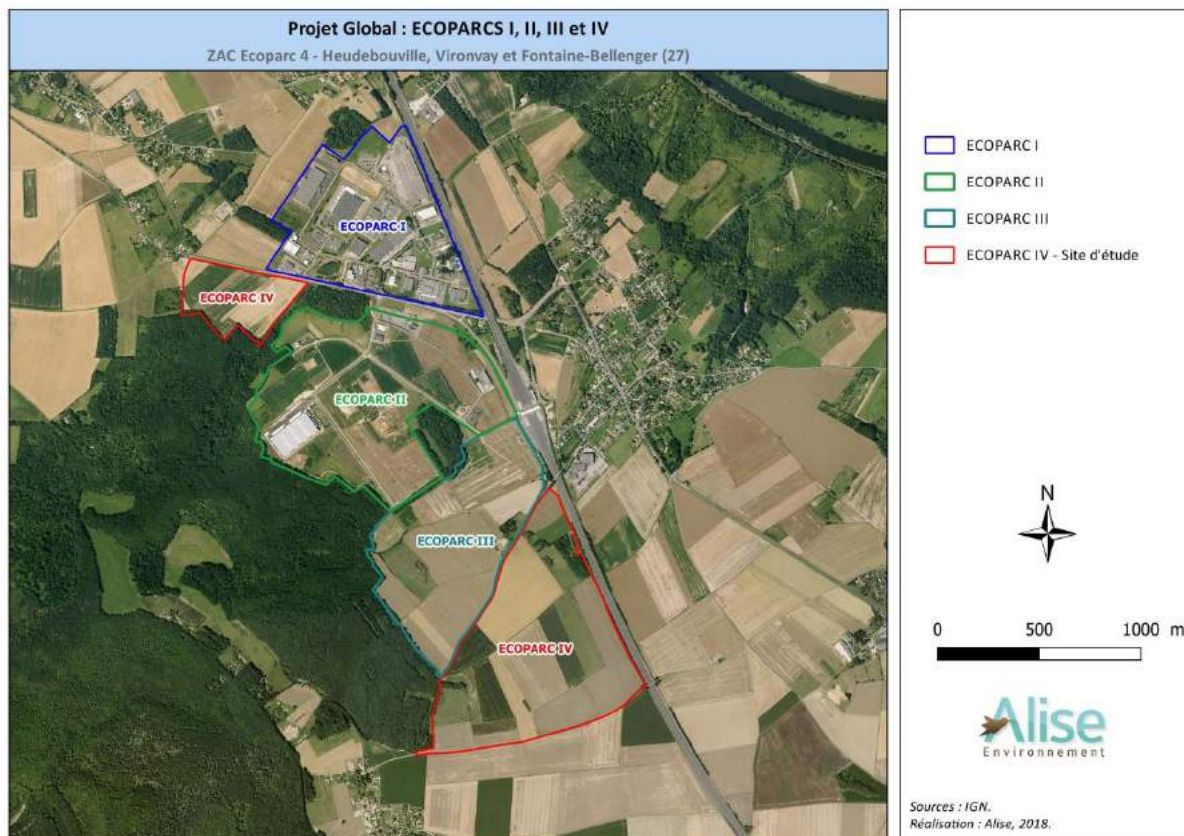 Projet Global : ECOPARCS I, II, III et IV
ZAC Ecoparc 4 - Heudebouville, Vironvay et Fontaine-Bellenger (27)
ECOPARC I
ECOPARC IV
ECOPARC II
ECOPARC III
ECOPARC IV
ECOPARC I
ECOPARC II
ECOPARC III
ECOPARC IV - Site d'étude
N
0 500 1000 m
Alise
Environnement
Sources : IGN.
Réalisation : Alise, 2018.